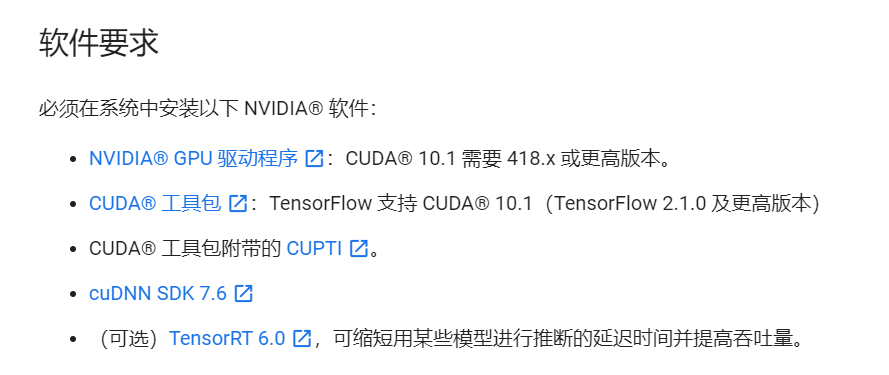 软件要求
必须在系统中安装以下 NVIDIA® 软件：
• NVIDIA® GPU 驱动程序：CUDA® 10.1 需要 418.x 或更高版本。
• CUDA® 工具包：TensorFlow 支持 CUDA® 10.1（TensorFlow 2.1.0 及更高版本）
• CUDA® 工具包附带的 CUPTI。
• cuDNN SDK 7.6
• （可选）TensorRT 6.0，可缩短用某些模型进行推断的延迟时间并提高吞吐量。